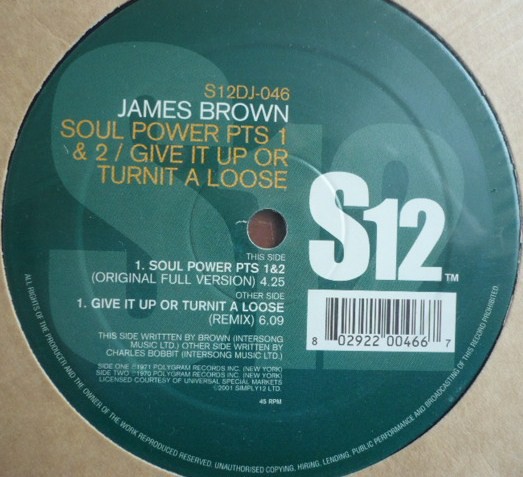 S12DJ-046
JAMES BROWN
SOUL POWER PTS 1
& 2 / GIVE IT UP OR
TURNIT A LOOSE
S12
S12™
THIS SIDE
1. SOUL POWER PTS 1&2
(ORIGINAL FULL VERSION) 4.25
OTHER SIDE
1. GIVE IT UP OR TURNIT A LOOSE
(REMIX) 6.09
THIS SIDE WRITTTEN BY BROWN (INTERSONG
MUSIC LTD.) OTHER SIDE WRITTEN BY
CHARLES BOBBIT (INTERSONG MUSIC LTD.)
SIDE ONE ℗1971 POLYGRAM RECORDS INC. (NEW YORK)
SIDE TWO ℗1970 POLYGRAM RECORDS INC. (NEW YORK)
LICENSED COURTESY OF UNIVERSAL SPECIAL MARKETS
©2001 SIMPLY12 LTD.
45 RPM
8 02922 00466 7
ALL RIGHTS OF THE PRODUCER AND THE OWNER OF THE WORK REPRODUCED RESERVED. UNAUTHORISED COPYING, HIRING, LENDING, PUBLIC PERFORMANCE AND BROADCASTING OF THIS RECORD PROHIBITED.